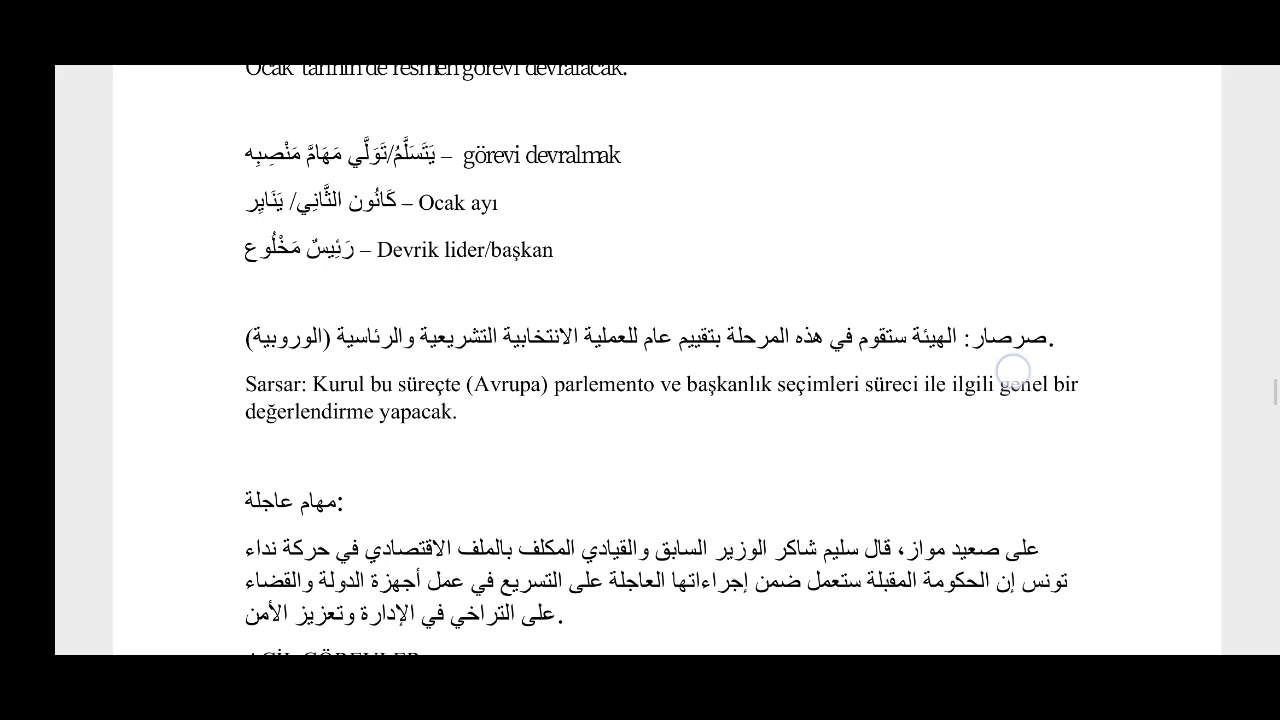 Ocak tarihinde resmen görevi devralacak.
يَتَسَلَّمُ/تَوَلَّي مَهَامَّ مَنْصِبِه – görevi devralmak
كَانُون الثَّانِي/ يَنَايِر – Ocak ayı
رَئِيسٌ مَخْلُوع – Devrik lider/başkan
صرصار: الهيئة ستقوم في هذه المرحلة بتقييم عام للعملية الانتخابية التشريعية والرئاسية (الوروبية).
Sarsar: Kurul bu süreçte (Avrupa) parlemento ve başkanlık seçimleri süreci ile ilgili genel bir
değerlendirme yapacak.
مهام عاجلة:
على صعيد مواز، قال سليم شاكر الوزير السابق والقيادي المكلف بالملف الاقتصادي في حركة نداء
تونس إن الحكومة المقبلة ستعمل ضمن إجراءاتها العاجلة على التسريع في عمل أجهزة الدولة والقضاء
على التراخي في الإدارة وتعزيز الأمن.
ACİL GÖREVLER